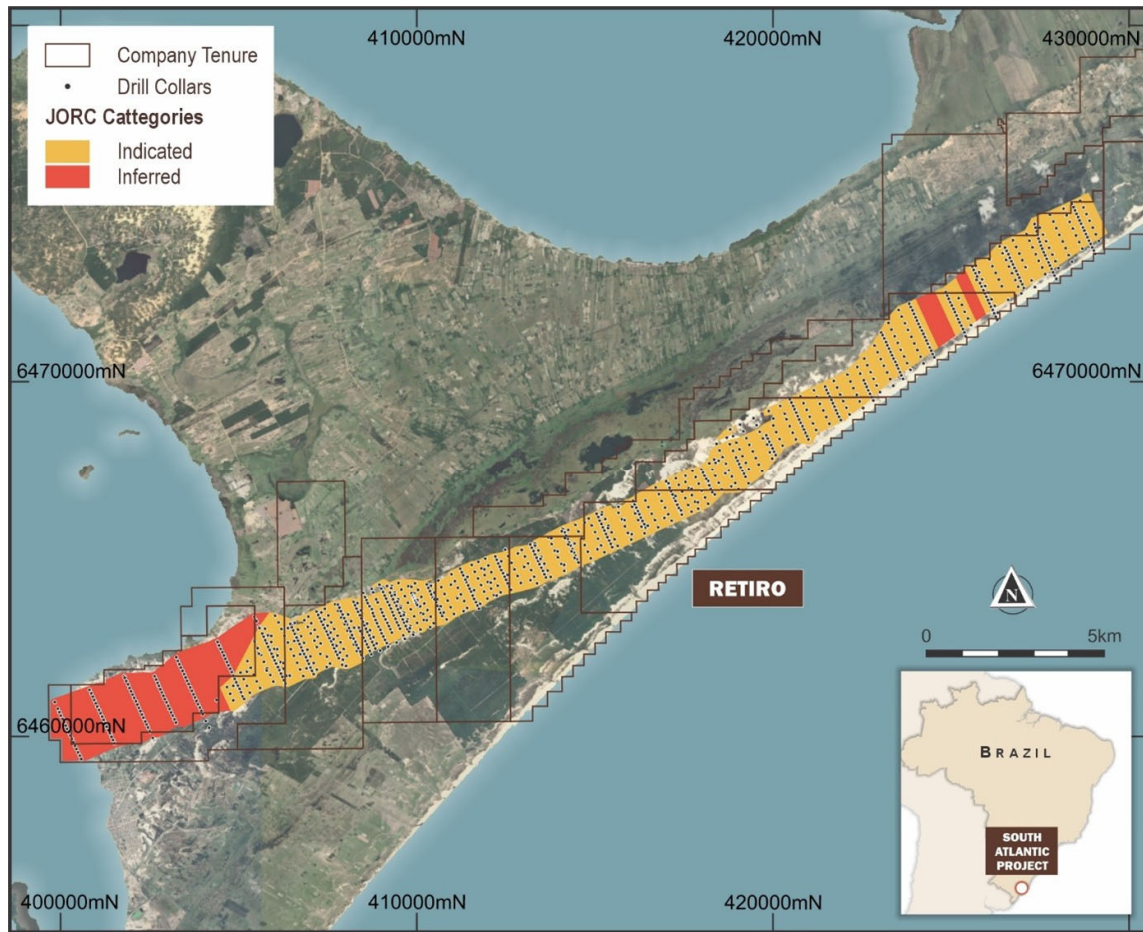 410000mN
420000mN
430000mN
Company Tenure
Drill Collars
JORC Cattegories
Indicated
Inferred
6470000mN
6470000mN
RETIRO
N
0
5km
6460000mN
BRAZIL
SOUTH
ATLANTIC
PROJECT
400000mN
410000mN
420000mN